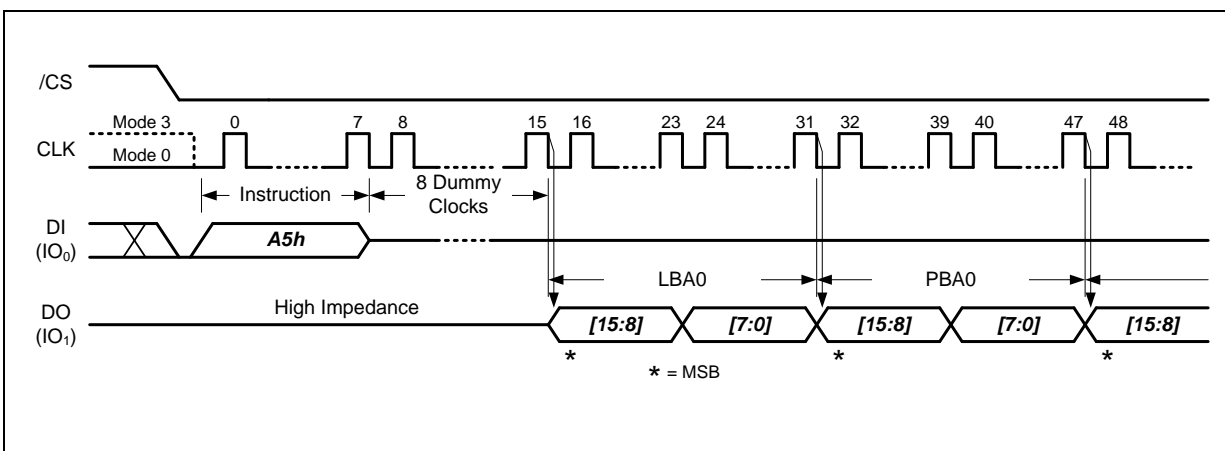 /CS
Mode 3
0
7
8
15
16
23
24
31
32
39
40
47
48
CLK
Mode 0
Instruction
8 Dummy
Clocks
DI
(IO0)
A5h
LBA0
PBA0
DO
(IO1)
High Impedance
[15:8]
[7:0]
[15:8]
[7:0]
[15:8]
*
*
*
* = MSB